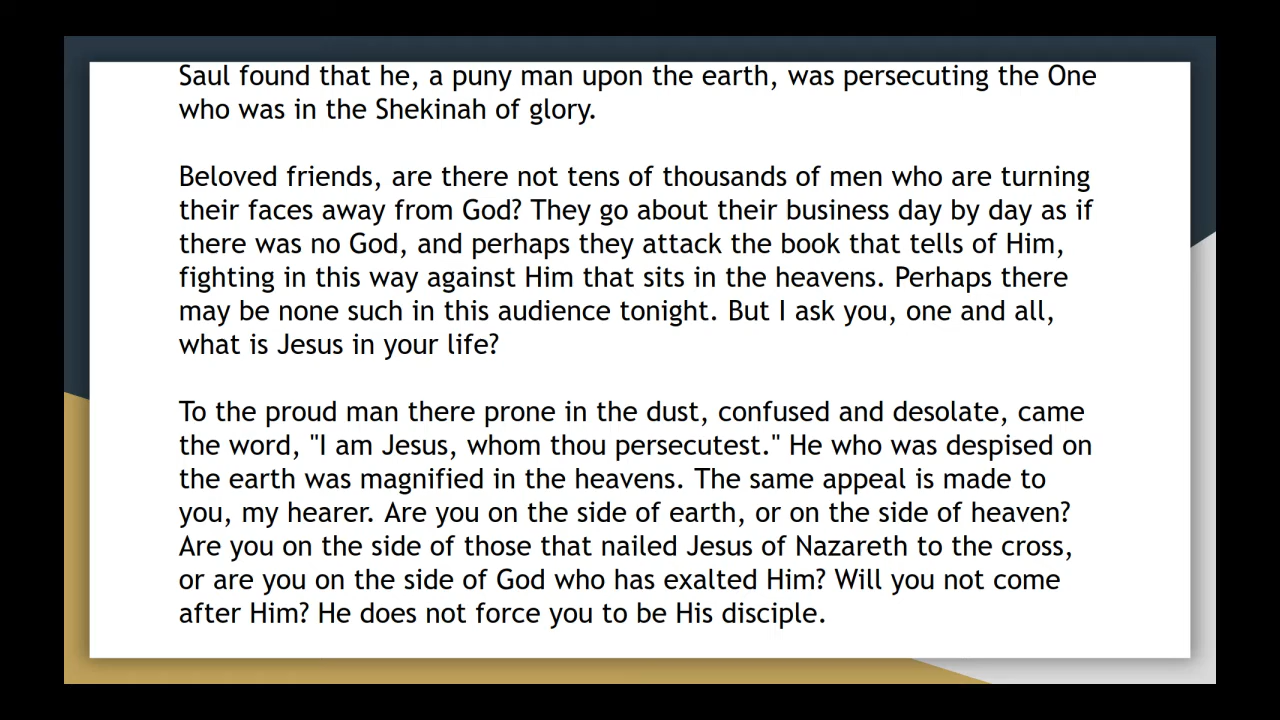 Saul found that he, a puny man upon the earth, was persecuting the One
who was in the Shekinah of glory.
Beloved friends, are there not tens of thousands of men who are turning
their faces away from God? They go about their business day by day as if
there was no God, and perhaps they attack the book that tells of Him,
fighting in this way against Him that sits in the heavens. Perhaps there
may be none such in this audience tonight. But I ask you, one and all,
what is Jesus in your life?
To the proud man there prone in the dust, confused and desolate, came
the word, "I am Jesus, whom thou persecutest." He who was despised on
the earth was magnified in the heavens. The same appeal is made to
you, my hearer. Are you on the side of earth, or on the side of heaven?
Are you on the side of those that nailed Jesus of Nazareth to the cross,
or are you on the side of God who has exalted Him? Will you not come
after Him? He does not force you to be His disciple.